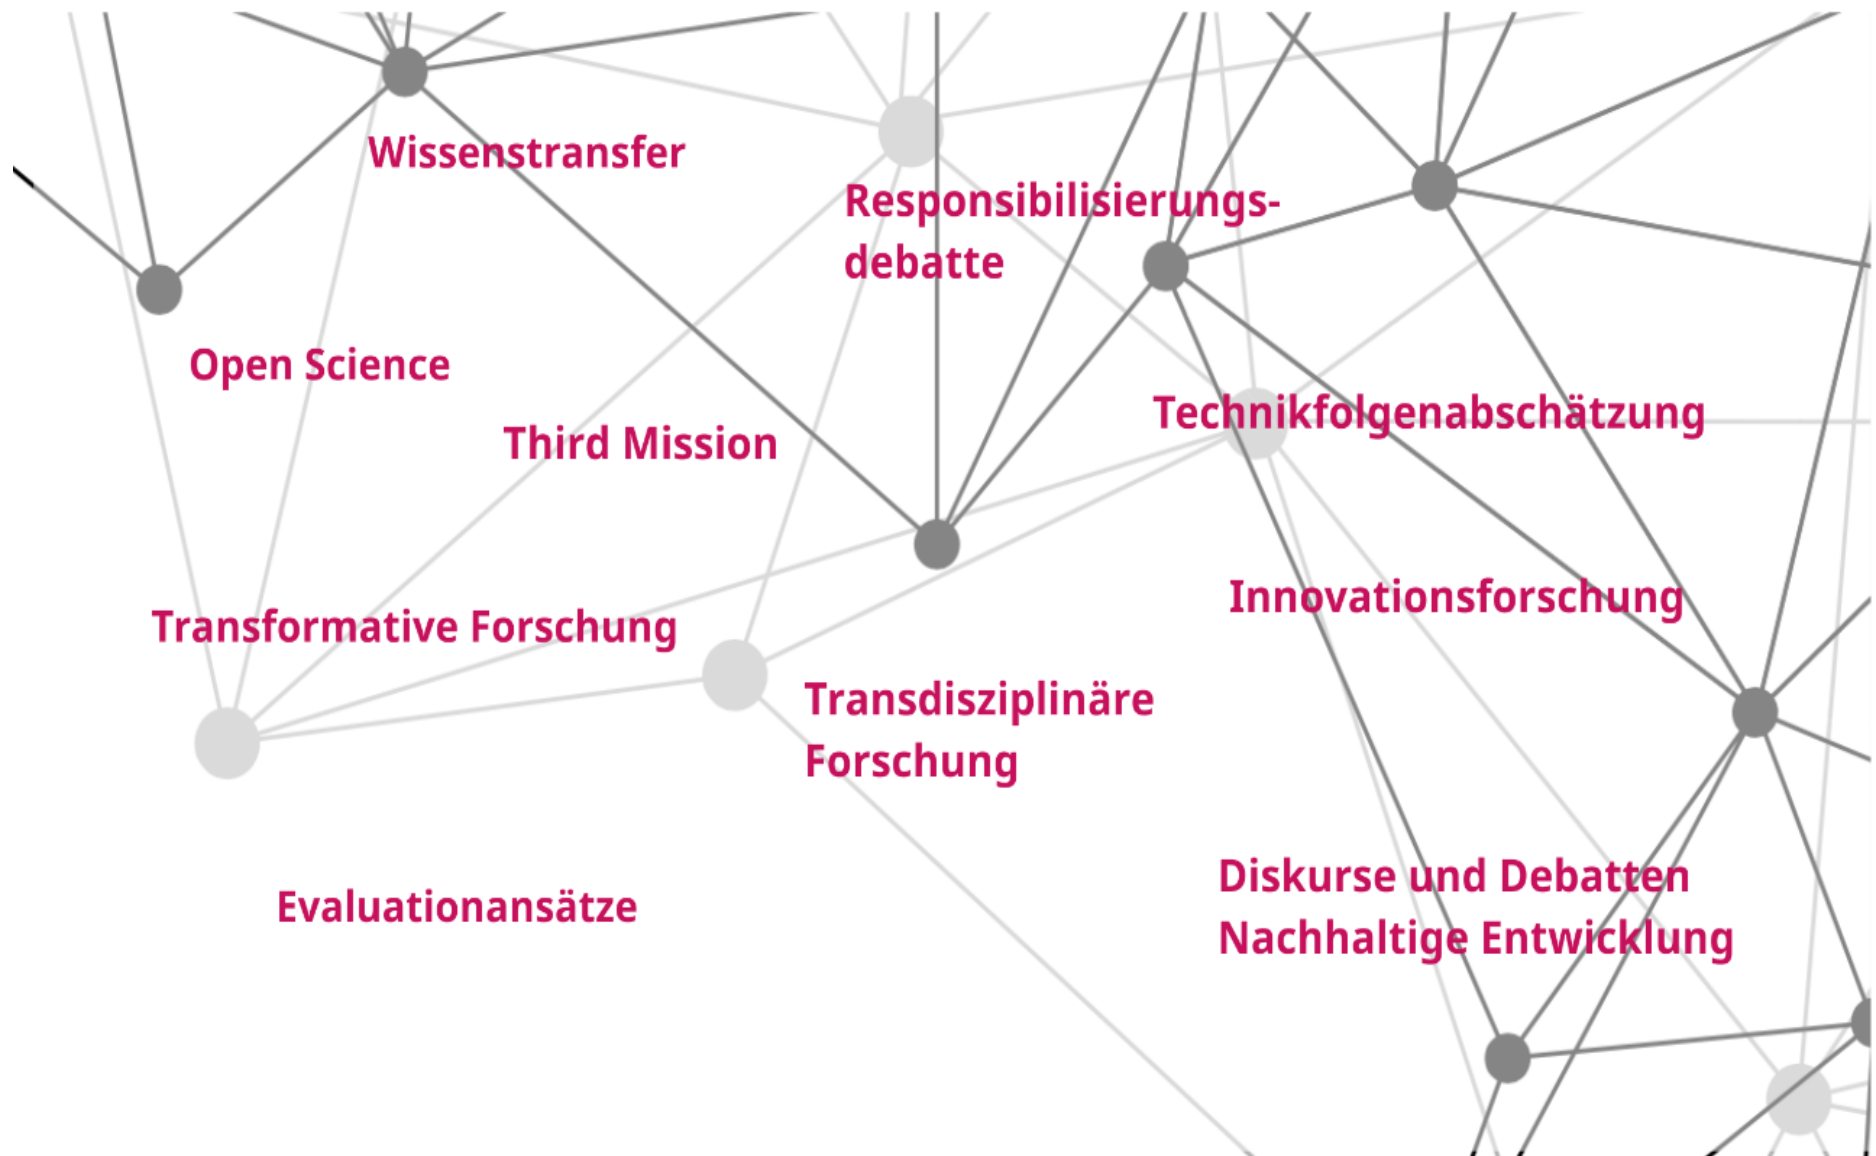 Wissenstransfer
Responsibilisierungs-
debatte
Open Science
Technikfolgenabschätzung
Third Mission
Innovationsforschung
Transformative Forschung
Transdisziplinäre
Forschung
Diskurse und Debatten
Nachhaltige Entwicklung
Evaluationansätze